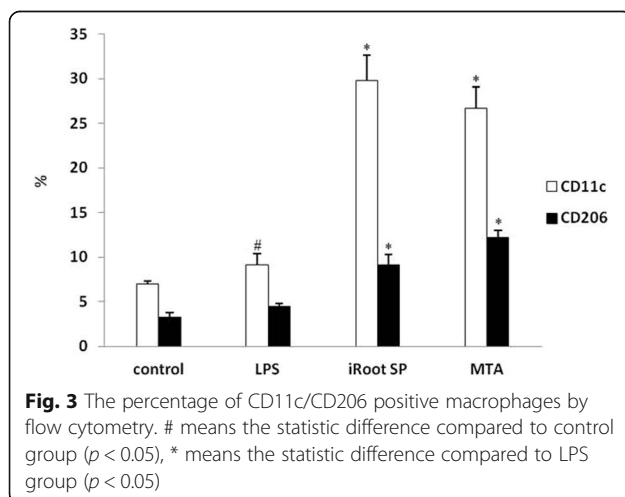 40
35
30
25
20
15
10
5
0
%
*
*
#
*
*
CD11c
CD206
control LPS iRoot SP MTA
Fig. 3 The percentage of CD11c/CD206 positive macrophages by
flow cytometry. # means the statistic difference compared to control
group (p < 0.05), * means the statistic difference compared to LPS
group (p < 0.05)